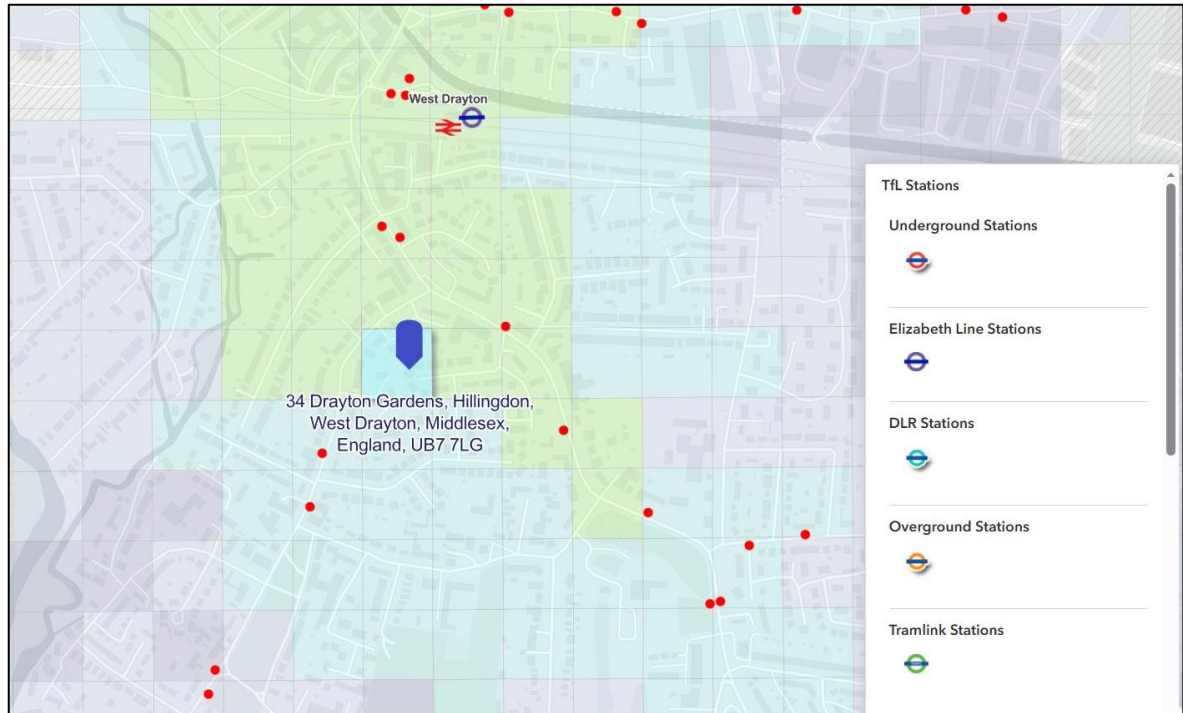 West Drayton
34 Drayton Gardens, Hillingdon,
West Drayton, Middlesex,
England, UB7 7LG
TfL Stations
Underground Stations
Elizabeth Line Stations
DLR Stations
Overground Stations
Tramlink Stations